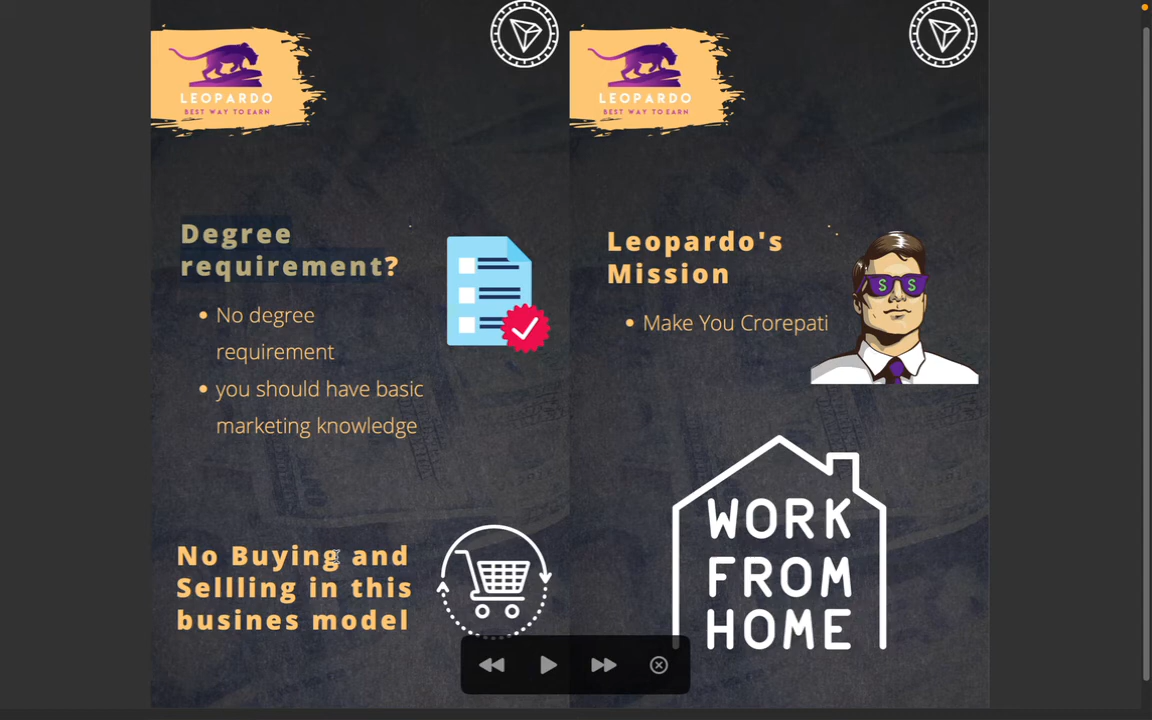 LEOPARDO
BEST WAY TO EARN
Degree
requirement?
No degree
requirement
you should have basic
marketing knowledge
No Buying and
Sellling in this
busines model
LEOPARDO
BEST WAY TO EARN
Leopardo's
Mission
Make You Crorepati
$ $
WORK
FROM
HOME